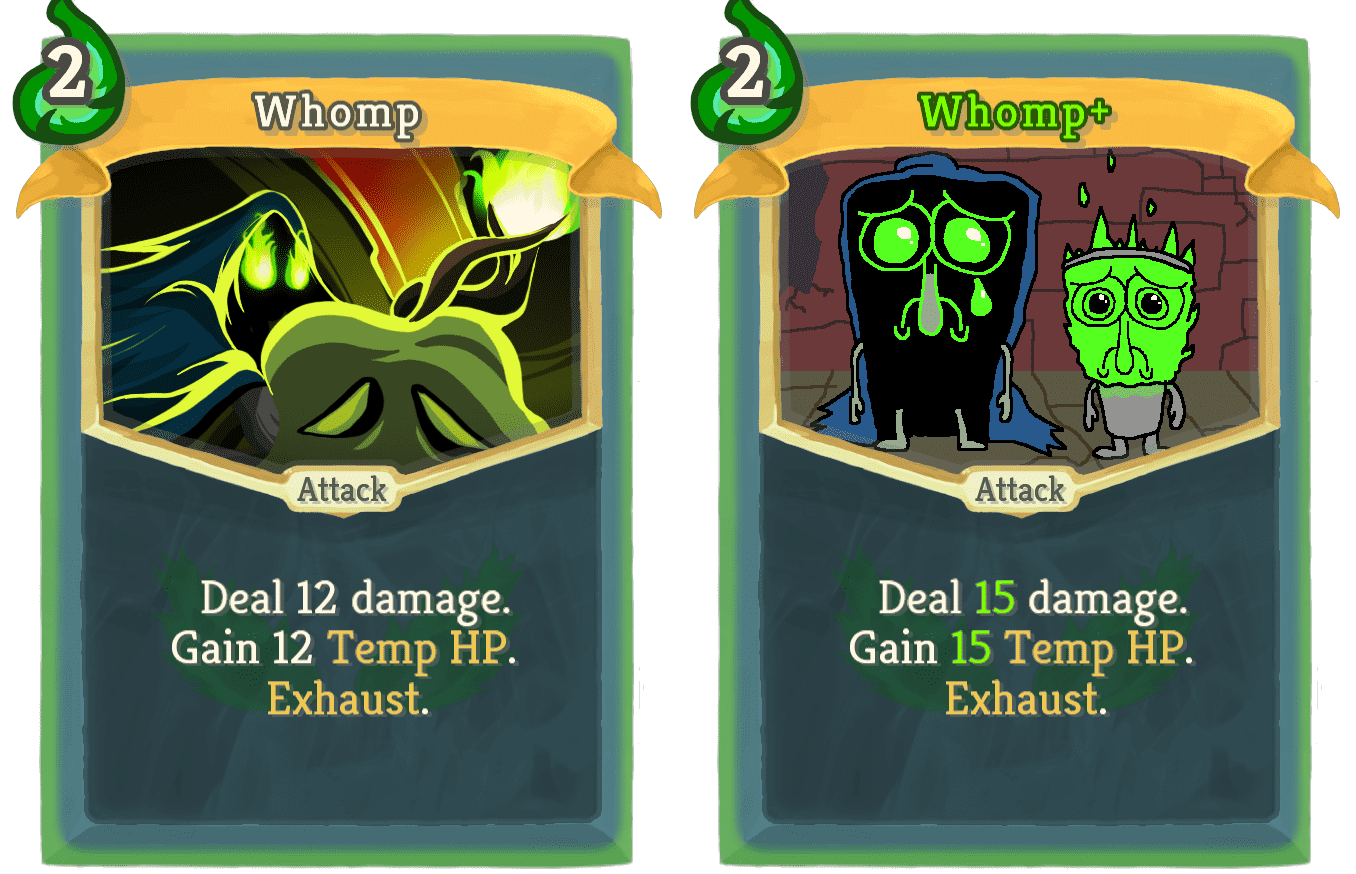 2
Whomp
Attack
Deal 12 damage.
Gain 12 Temp HP.
Exhaust.
2
Whomp+
Attack
Deal 15 damage.
Gain 15 Temp HP.
Exhaust.